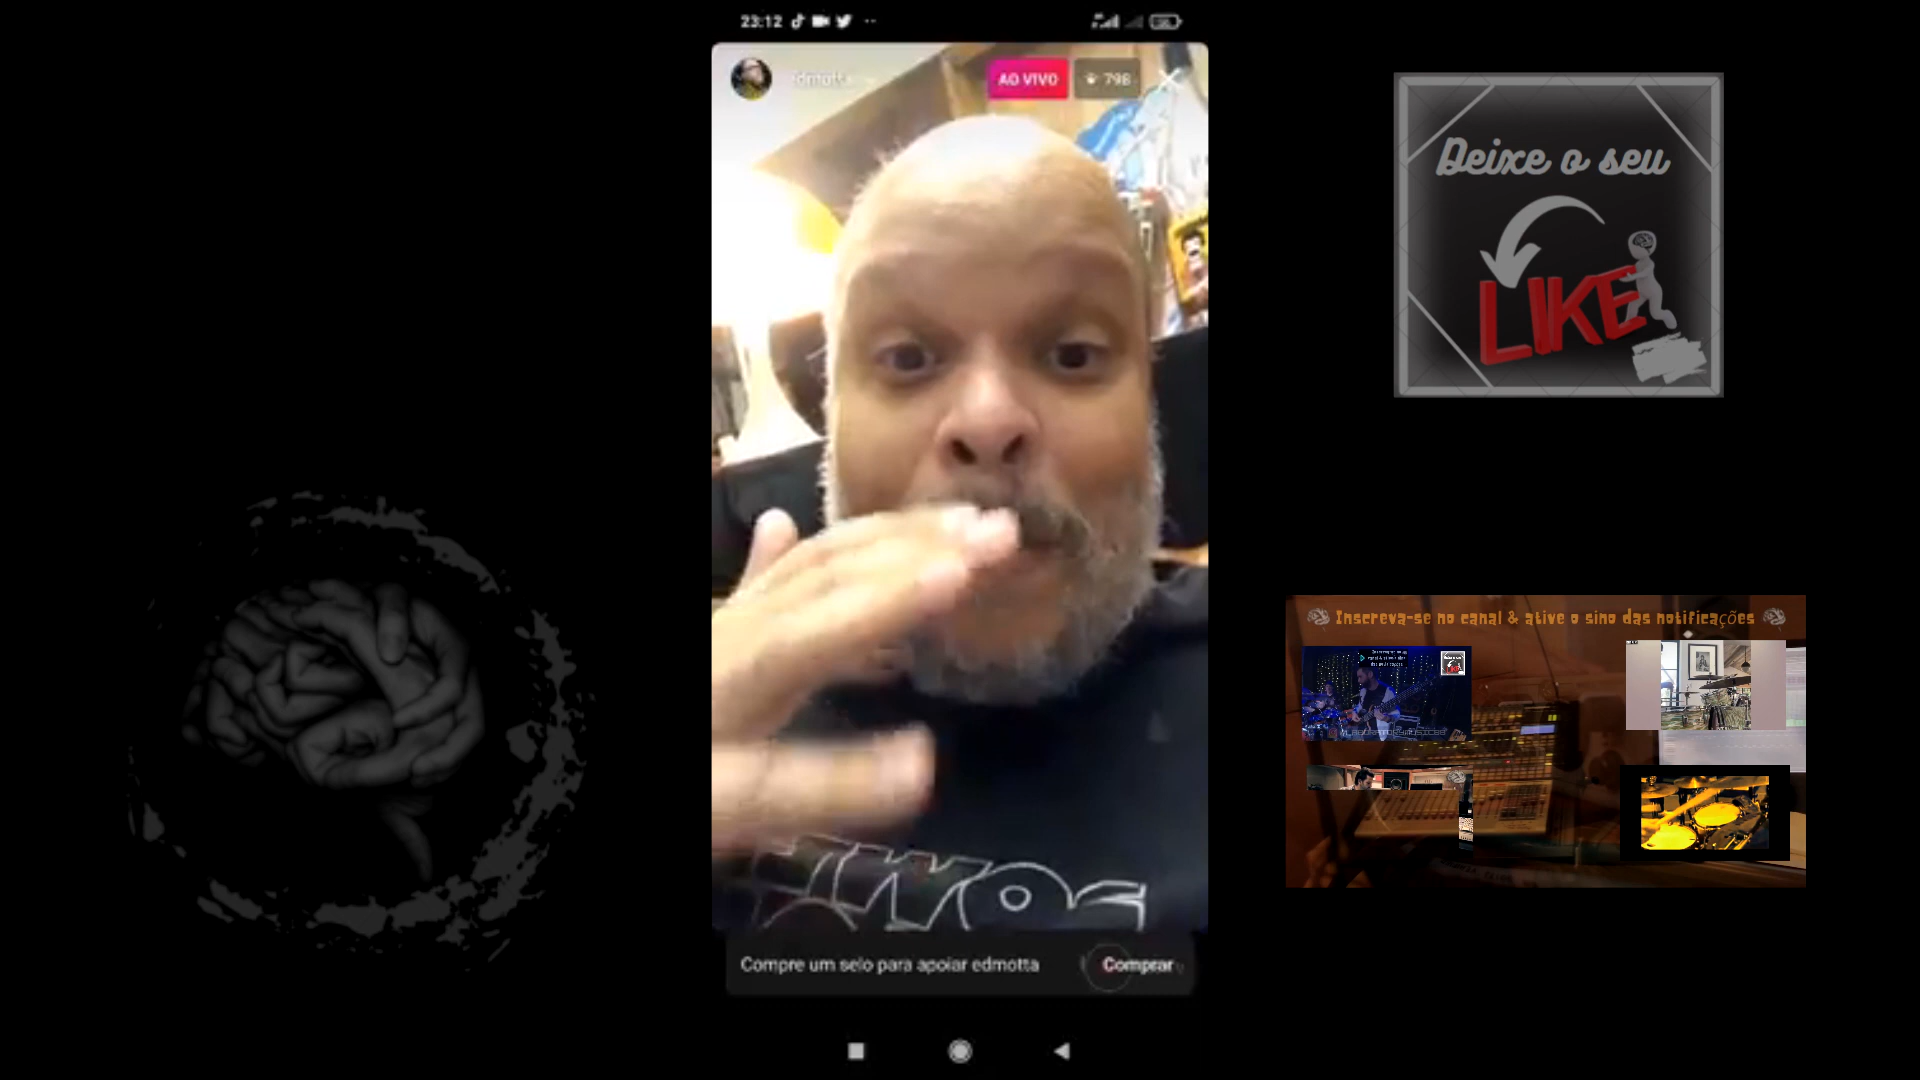 23:12
edmotta
AO VIVO
798
Deixe o seu
LIKE
Inscreva-se no canal & ative o sino das notificações
Compre um selo para apoiar edmotta
Comprar